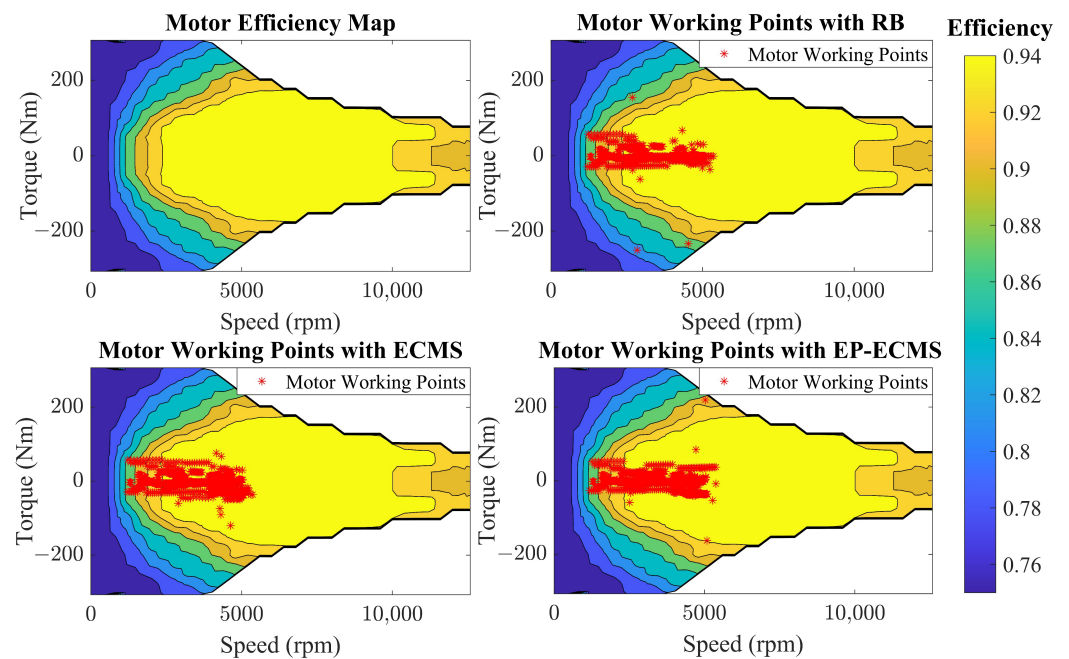 Motor Efficiency Map
Torque (Nm)
200
0
−200
0
5000
10,000
Speed (rpm)
Motor Working Points with RB
Motor Working Points
Torque (Nm)
200
0
−200
0
5000
10,000
Speed (rpm)
Efficiency
0.94
0.92
0.9
0.88
0.86
0.84
0.82
0.8
0.78
0.76
Motor Working Points with ECMS
Motor Working Points
Torque (Nm)
200
0
−200
0
5000
10,000
Speed (rpm)
Motor Working Points with EP-ECMS
Motor Working Points
Torque (Nm)
200
0
−200
0
5000
10,000
Speed (rpm)